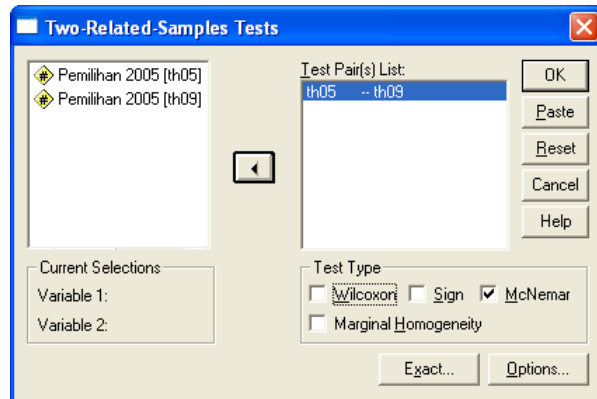 Two-Related-Samples Tests
Pemilihan 2005 [th05]
Pemilihan 2005 [th09]
Test Pair(s) List:
th05 -- th09
OK
Paste
Reset
Cancel
Help
Current Selections
Variable 1:
Variable 2:
Test Type
Wilcoxon Sign McNemar
Marginal Homogeneity
Exact... Options...